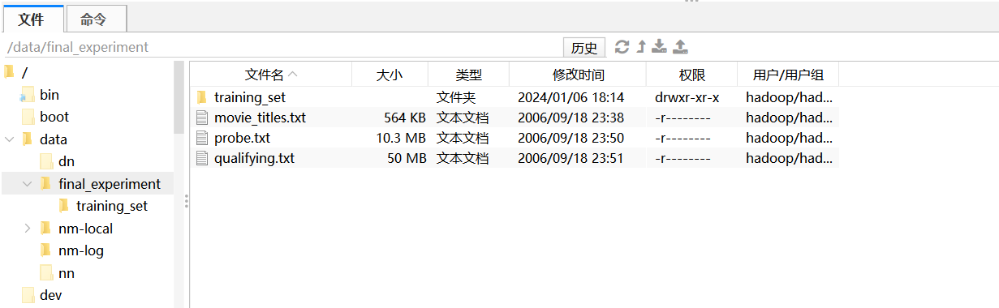 文件 命令
/data/final_experiment 历史
/
bin
boot
data
dn
final_experiment
training_set
nm-local
nm-log
nn
dev
文件名 大小 类型 修改时间 权限 用户/用户组
training_set 文件夹 2024/01/06 18:14 drwxr-xr-x hadoop/had...
movie_titles.txt 564 KB 文本文档 2006/09/18 23:38 -r-------- hadoop/had...
probe.txt 10.3 MB 文本文档 2006/09/18 23:50 -r-------- hadoop/had...
qualifying.txt 50 MB 文本文档 2006/09/18 23:51 -r-------- hadoop/had...